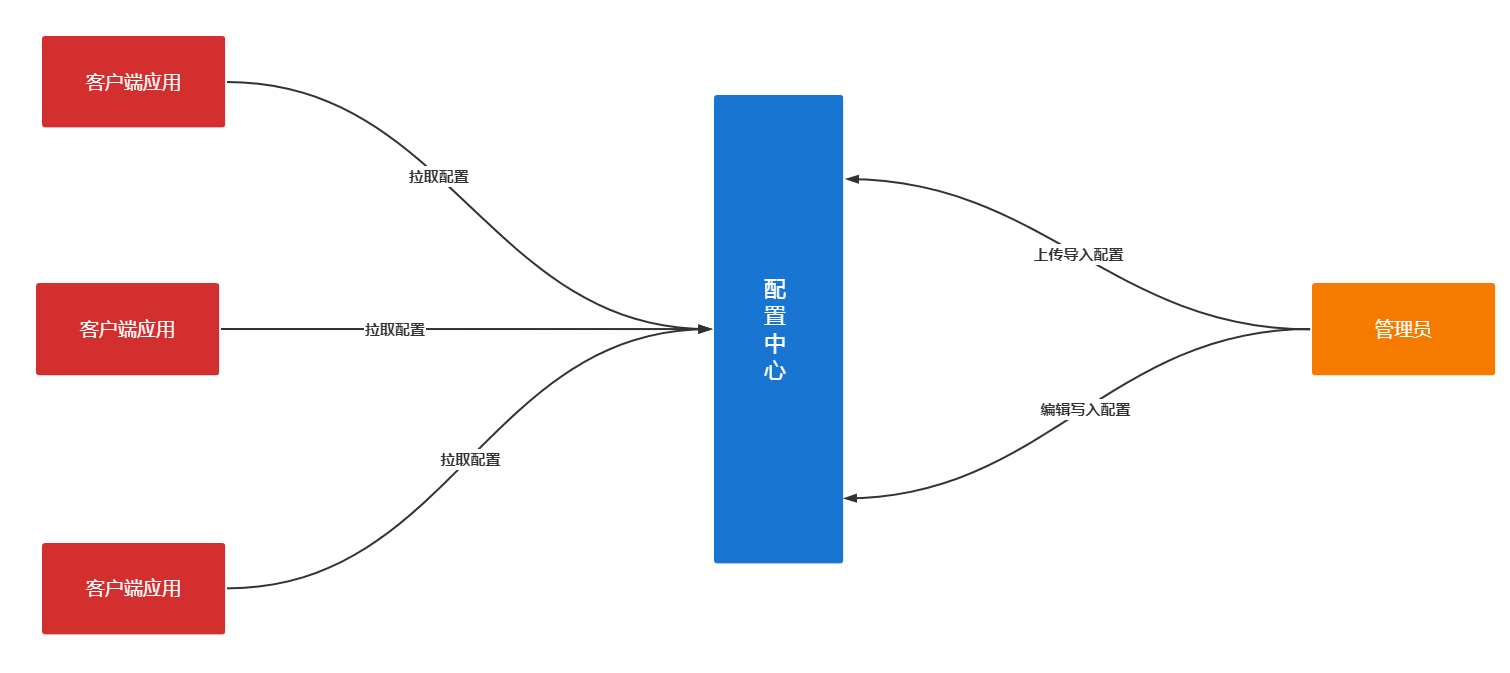 客户端应用
拉取配置
客户端应用
拉取配置
客户端应用
拉取配置
配
置
中
心
上传导入配置
编辑写入配置
管理员